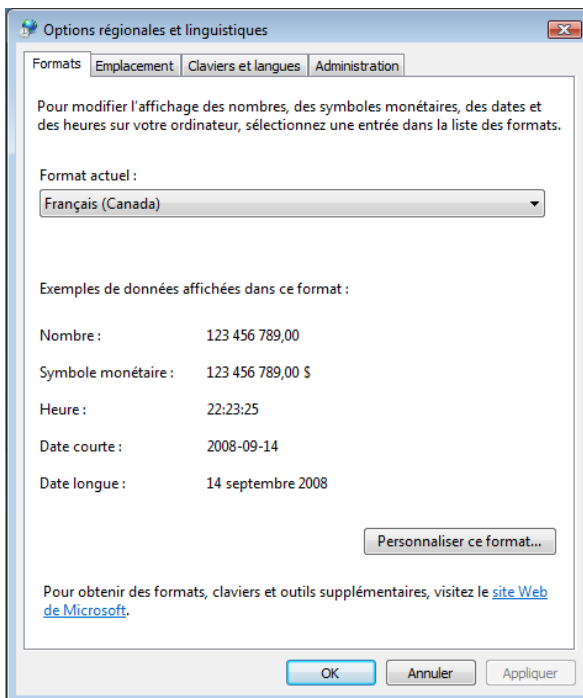 Options régionales et linguistiques
Formats Emplacement Claviers et langues Administration
Pour modifier l'affichage des nombres, des symboles monétaires, des dates et
des heures sur votre ordinateur, sélectionnez une entrée dans la liste des formats.
Format actuel :
Français (Canada)
Exemples de données affichées dans ce format :
Nombre : 123 456 789,00
Symbole monétaire : 123 456 789,00 $
Heure : 22:23:25
Date courte : 2008-09-14
Date longue : 14 septembre 2008
Personnaliser ce format...
Pour obtenir des formats, claviers et outils supplémentaires, visitez le site Web
de Microsoft.
OK Annuler Appliquer